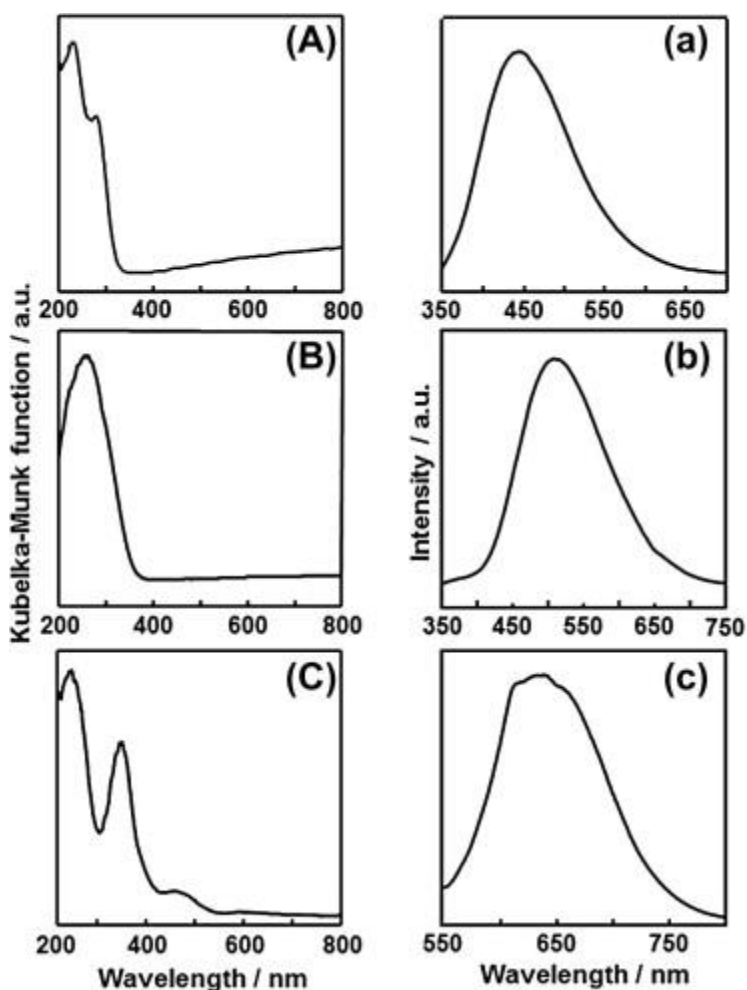 (A)
200 400 600 800
(a)
350 450 550 650
(B)
200 400 600 800
(b)
350 450 550 650 750
(C)
200 400 600 800
(c)
550 650 750
Kubelka-Munk function / a.u.
Intensity / a.u.
Wavelength / nm
Wavelength / nm